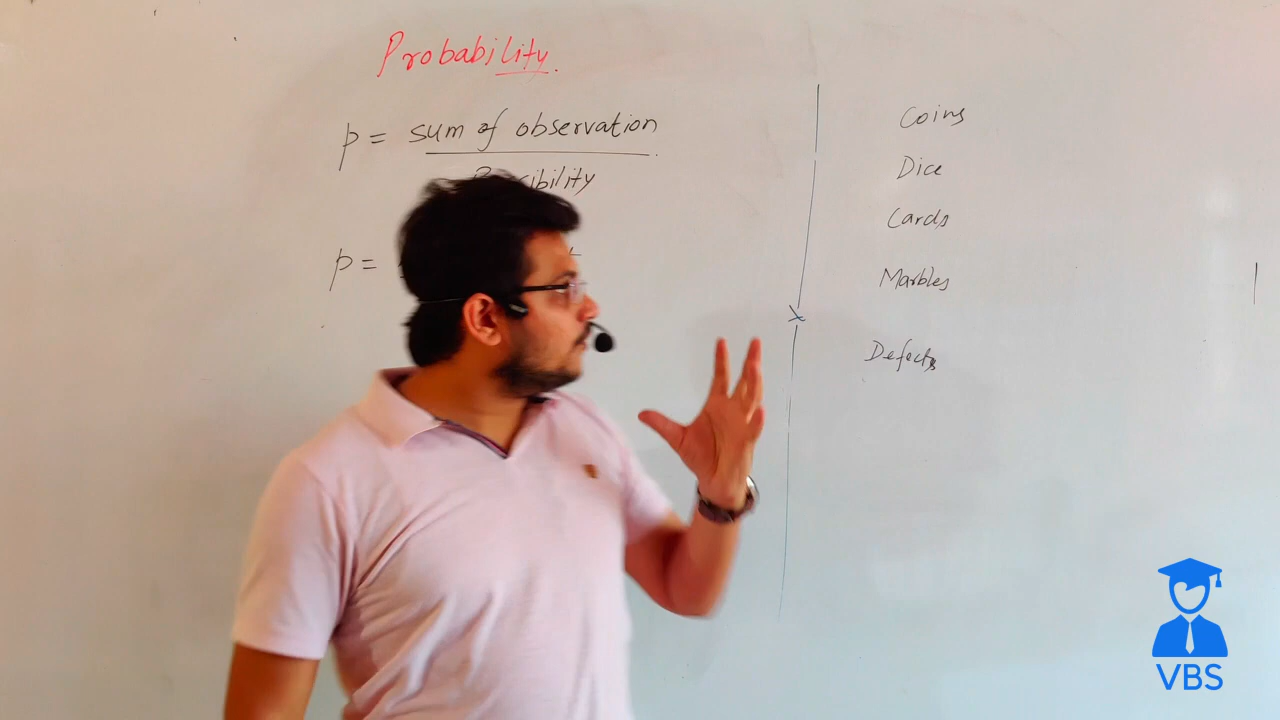 Probability.
p = sum of observation
p =
Coins
Dice
Cards
Marbles
Defects
VBS